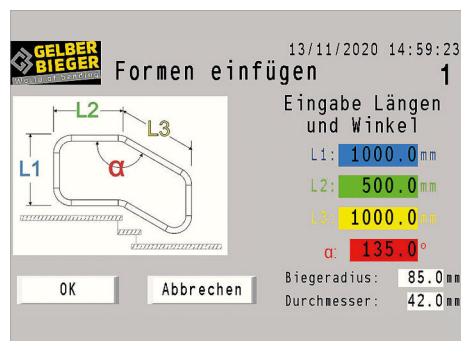 GELBER
BIEGER
World of Bending
13/11/2020 14:59:23
Formen einfügen
1
Eingabe Längen
und Winkel
L2
L3
L1
α
L1: 1000.0 mm
L2: 500.0 mm
L3: 1000.0 mm
α: 135.0 °
Biegeradius: 85.0 mm
Durchmesser: 42.0 mm
OK
Abbrechen